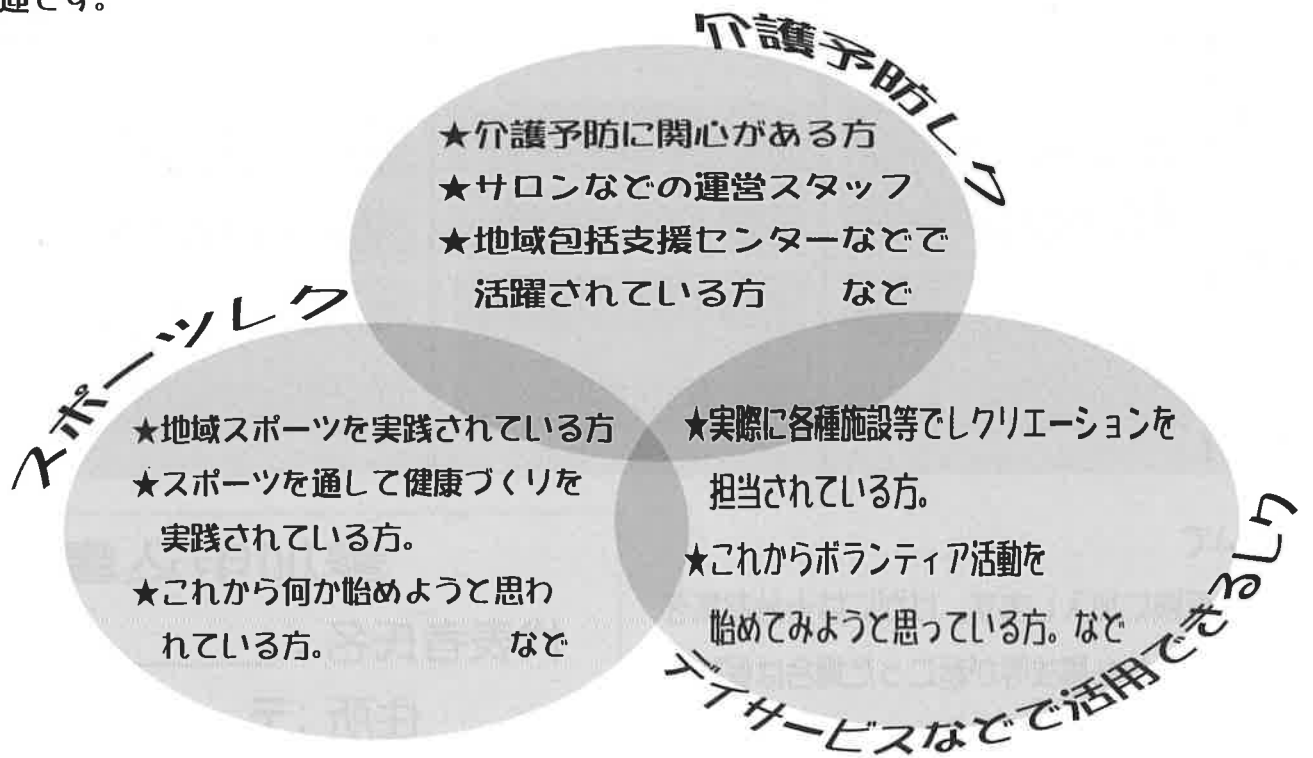 です。
介護予防レク
★介護予防に関心がある方
★サロンなどの運営スタッフ
★地域包括支援センターなどで
活躍されている方 など
スポーツレク
★地域スポーツを実践されている方
★スポーツを通して健康づくりを
実践されている方。
★これから何か始めようと思わ
れている方。 など
★実際に各種施設等でレクリエーションを
担当されている方。
★これからボランティア活動を
始めてみようと思っている方。など
デイサービスなどで活用できるレク